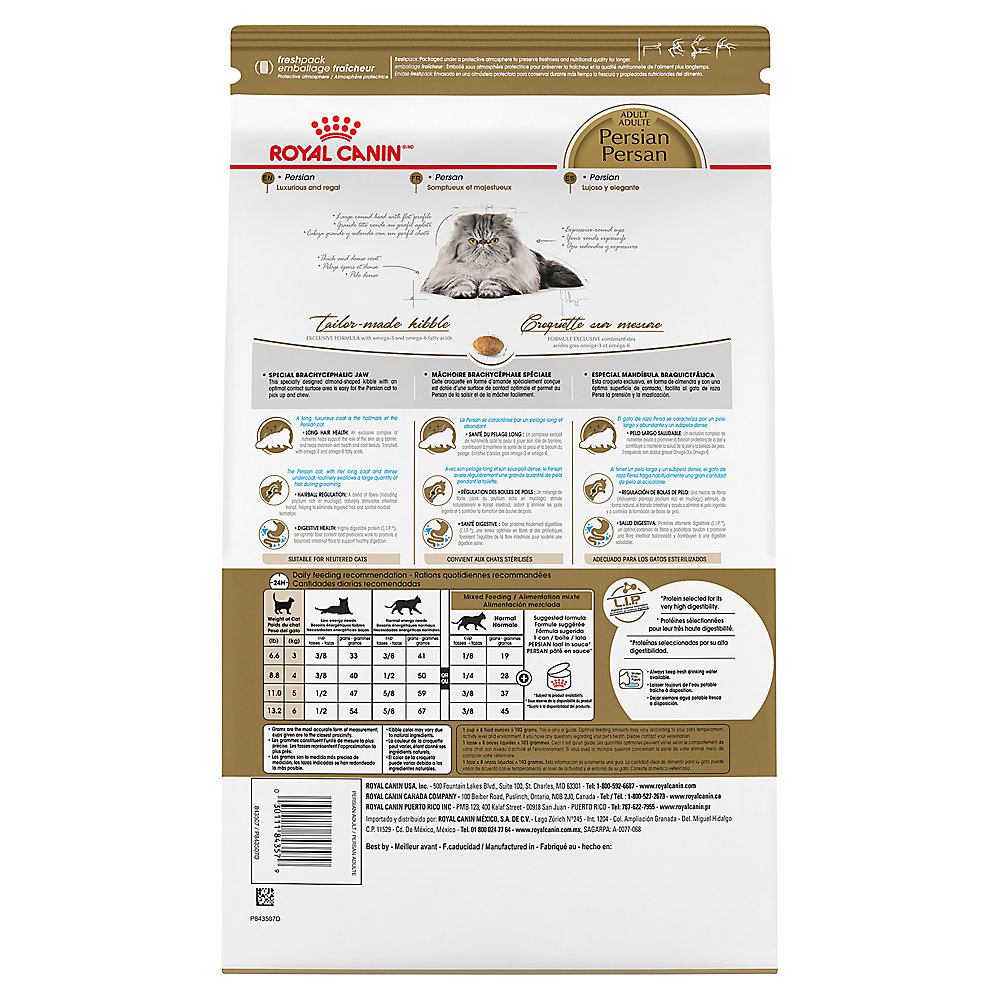 freshpack
emballage fraîcheur
Protective atmosphere / Atmosphère protectrice
freshpack: Packaged under a protective atmosphere to preserve freshness and nutritional quality for longer.
emballage fraîcheur : Emballé sous atmosphère protectrice pour préserver la fraîcheur et la qualité nutritionnelle de l'aliment plus longtemps.
Envase freshpack: Envasado en una atmósfera protectora para conservar durante más tiempo la frescura y propiedades nutricionales del alimento.
ROYAL CANIN
ADULT
ADULTE
Persian
Persan
EN • Persian
Luxurious and regal
FR • Persan
Somptueux et majestueux
ES • Persian
Lujoso y elegante
• Large round head with flat profile
• Grande tête ronde au profil aplati
• Cabeza grande y redonda con un perfil chato
• Expressive round eyes
• Yeux ronds expressifs
• Ojos redondos y expresivos
• Thick and dense coat
• Pelage épais et dense
• Pelo denso
Tailor-made kibble
EXCLUSIVE FORMULA with omega-3 and omega-6 fatty acids
Croquette sur mesure
FORMULE EXCLUSIVE contenant des
acides gras oméga-3 et oméga-6
• SPECIAL BRACHYCEPHALIC JAW
This specially designed almond-shaped kibble with an
optimal contact surface area is easy for the Persian cat to
pick up and chew.
• MÂCHOIRE BRACHYCÉPHALE SPÉCIALE
Cette croquette en forme d'amande spécialement conçue
est dotée d'une surface de contact optimale et permet au
Persan de la saisir et de la mâcher facilement.
• ESPECIAL MANDÍBULA BRAQUICEFÁLICA
Esta croqueta exclusiva, en forma de almendra y con una
óptima superficie de contacto, facilita al gato de raza
Persa la prensión y la masticación.
A long, luxurious coat is the hallmark of the
Persian cat.
• LONG HAIR HEALTH: An exclusive complex of
nutrients helps support the role of the skin as a barrier,
and helps maintain skin health and coat beauty. Enriched
with omega-3 and omega-6 fatty acids.
The Persian cat, with her long coat and dense
undercoat, routinely swallows a large quantity of
hair during grooming.
• HAIRBALL REGULATION: A blend of fibres (including
psyllium rich in mucilage) naturally stimulates intestinal
transit, helping to eliminate ingested hair and control hairball
formation.
• DIGESTIVE HEALTH: Highly digestible protein (L.I.P.*),
an optimal fiber content and prebiotics work to promote a
balanced intestinal flora to support healthy digestion.
SUITABLE FOR NEUTERED CATS
Le Persan se caractérise par un pelage long et
abondant.
• SANTÉ DU PELAGE LONG : Un complexe exclusif
de nutriments aide la peau à jouer son rôle de barrière,
contribuant à maintenir la santé de la peau et la beauté du
pelage. Enrichie d'acides gras oméga-3 et oméga-6.
Avec son pelage long et son sous-poil dense, le Persan
avale régulièrement une grande quantité de poils
pendant la toilette.
• RÉGULATION DES BOULES DE POILS : Un mélange de
fibres (dont du psyllium riche en mucilage) stimule
naturellement le transit intestinal, aidant à éliminer les poils
ingérés et à contrôler la formation des boules de poils.
• SANTÉ DIGESTIVE : Des protéines hautement digestibles
(L.I.P.*), une teneur optimale en fibres et des prébiotiques
favorisent l'équilibre de la flore intestinale pour soutenir une
digestion saine.
CONVIENT AUX CHATS STÉRILISÉS
El gato de raza Persa se caracteriza por un pelo
largo y abundante y un subpelo denso.
• PELO LARGO SALUDABLE: Un exclusivo complejo de
nutrientes ayuda a promover la función protectora de la piel y
contribuye a mantener la salud de la piel y la belleza del pelo.
Enriquecido con ácidos grasos Omega-3 y Omega-6.
Al tener un pelo largo y un subpelo denso, el gato de
raza Persa ingiere habitualmente una gran cantidad
de pelo al acicalarse.
• REGULACIÓN DE BOLAS DE PELO: Una mezcla de fibras
(incluyendo psyllium rico en mucílago) estimula, de manera
natural, el tránsito intestinal y ayuda a eliminar el pelo ingerido
y a controlar la formación de bolas de pelo.
• SALUD DIGESTIVA: Proteínas altamente digestibles (L.I.P.*),
un óptimo contenido de fibra y prebióticos ayudan a promover
una flora intestinal balanceada y contribuyen a una digestión
saludable.
ADECUADO PARA LOS GATOS ESTERILIZADOS
24H
Daily feeding recommendation - Rations quotidiennes recommandées
Cantidades diarias recomendadas
Weight of Cat
Poids du chat
Peso del gato
Low energy needs
Besoins énergétiques faibles
Necesidades energéticas bajas
Normal energy needs
Besoins énergétiques normaux
Necesidades energéticas normales
Mixed Feeding / Alimentation mixte
Alimentación mezclada
Normal
Normale
(lb) (kg) cup tasses - tazas grams - grammes gramos cup tasses - tazas grams - grammes gramos cup tasses - tazas grams - grammes gramos
6.6 3 3/8 33 3/8 41 1/8 19
8.8 4 3/8 40 1/2 50 1/4 28
11.0 5 1/2 47 5/8 59 3/8 37
13.2 6 1/2 54 5/8 67 3/8 45
OR
OU
Suggested formula
Formule suggérée
Fórmula sugerida
1 can / boîte / lata
PERSIAN loaf in sauce*
PERSAN pâté en sauce*
ROYAL CANIN
*Subject to product availability.
*Sous réserve de la disponibilité du produit.
*Sujeto a la disponibilidad del producto.
L.I.P.
*Protein selected for its
very high digestibility.
*Protéines sélectionnées
pour leur très haute digestibilité.
*Proteínas seleccionadas por su alta
digestibilidad.
• Always keep fresh drinking water
available.
• Laisser toujours de l'eau potable
fraîche à disposition.
• Dejar siempre agua potable fresca
a disposición.
• Grams are the most accurate form of measurement;
cups given are to the closest proximity.
• Les grammes constituent l'unité de mesure la plus
précise. Les tasses représentent l'approximation la
plus près.
• Los gramos son la medida más precisa de
medición, las tazas indicadas se han redondeado
la más posible.
• Kibble color may vary due
to natural ingredients.
• La couleur de la croquette
peut varier, étant donné ses
ingrédients naturels.
• El color de la croqueta
puede variar debido a los
ingredientes naturales.
1 cup = 8 fluid ounces = 103 grams. This is only a guide. Optimal feeding amounts may vary according to your cat's temperament,
activity level and environment. If you have any questions regarding your pet's health, please contact your veterinarian.
1 tasse = 8 onces liquides = 103 grammes. Ceci n'est qu'un guide. Les quantités optimales peuvent varier selon le comportement de
votre chat son niveau d'activité et l'environnement. Si vous avez la moindre question concernant la santé de votre animal, merci de
contacter votre vétérinaire.
1 taza = 8 onzas líquidas = 103 gramos. Esta información es solamente una guía. La cantidad ideal de alimento para su gato puede
variar de acuerdo con el temperamento, el nivel de actividad y el entorno de su gato. Consulte a su medico veterinario
ROYAL CANIN USA, Inc. - 500 Fountain Lakes Blvd., Suite 100, St. Charles, MO 63301 - Tel: 1-800-592-6687 - www.royalcanin.com
ROYAL CANIN CANADA COMPANY - 100 Beiber Road, Puslinch, Ontario, N0B 2J0, Canada - Tel / Tél.: 1-800-527-2673 - www.royalcanin.ca
ROYAL CANIN PUERTO RICO INC - PMB 123, 400 Kalaf Street - 00918 San Juan - PUERTO RICO - Tel: 787-622-7955 - www.royalcanin.pr
Importado y distribuido por: ROYAL CANIN MÉXICO, S.A. DE C.V. - Lago Zürich N°245 - Int. 1204 - Col. Ampliación Granada - Del. Miguel Hidalgo
C.P. 11529 - Cd. de México, México - Tel. 01 800 024 77 64 - www.royalcanin.com.mx, SAGARPA: A-0077-068
Best by - Meilleur avant - F.caducidad / Manufactured in - Fabriqué au - hecho en:
0 30111 84357 9
843507 / P843507D
PERSIAN ADULT / PERSAN ADULTE
P843507D